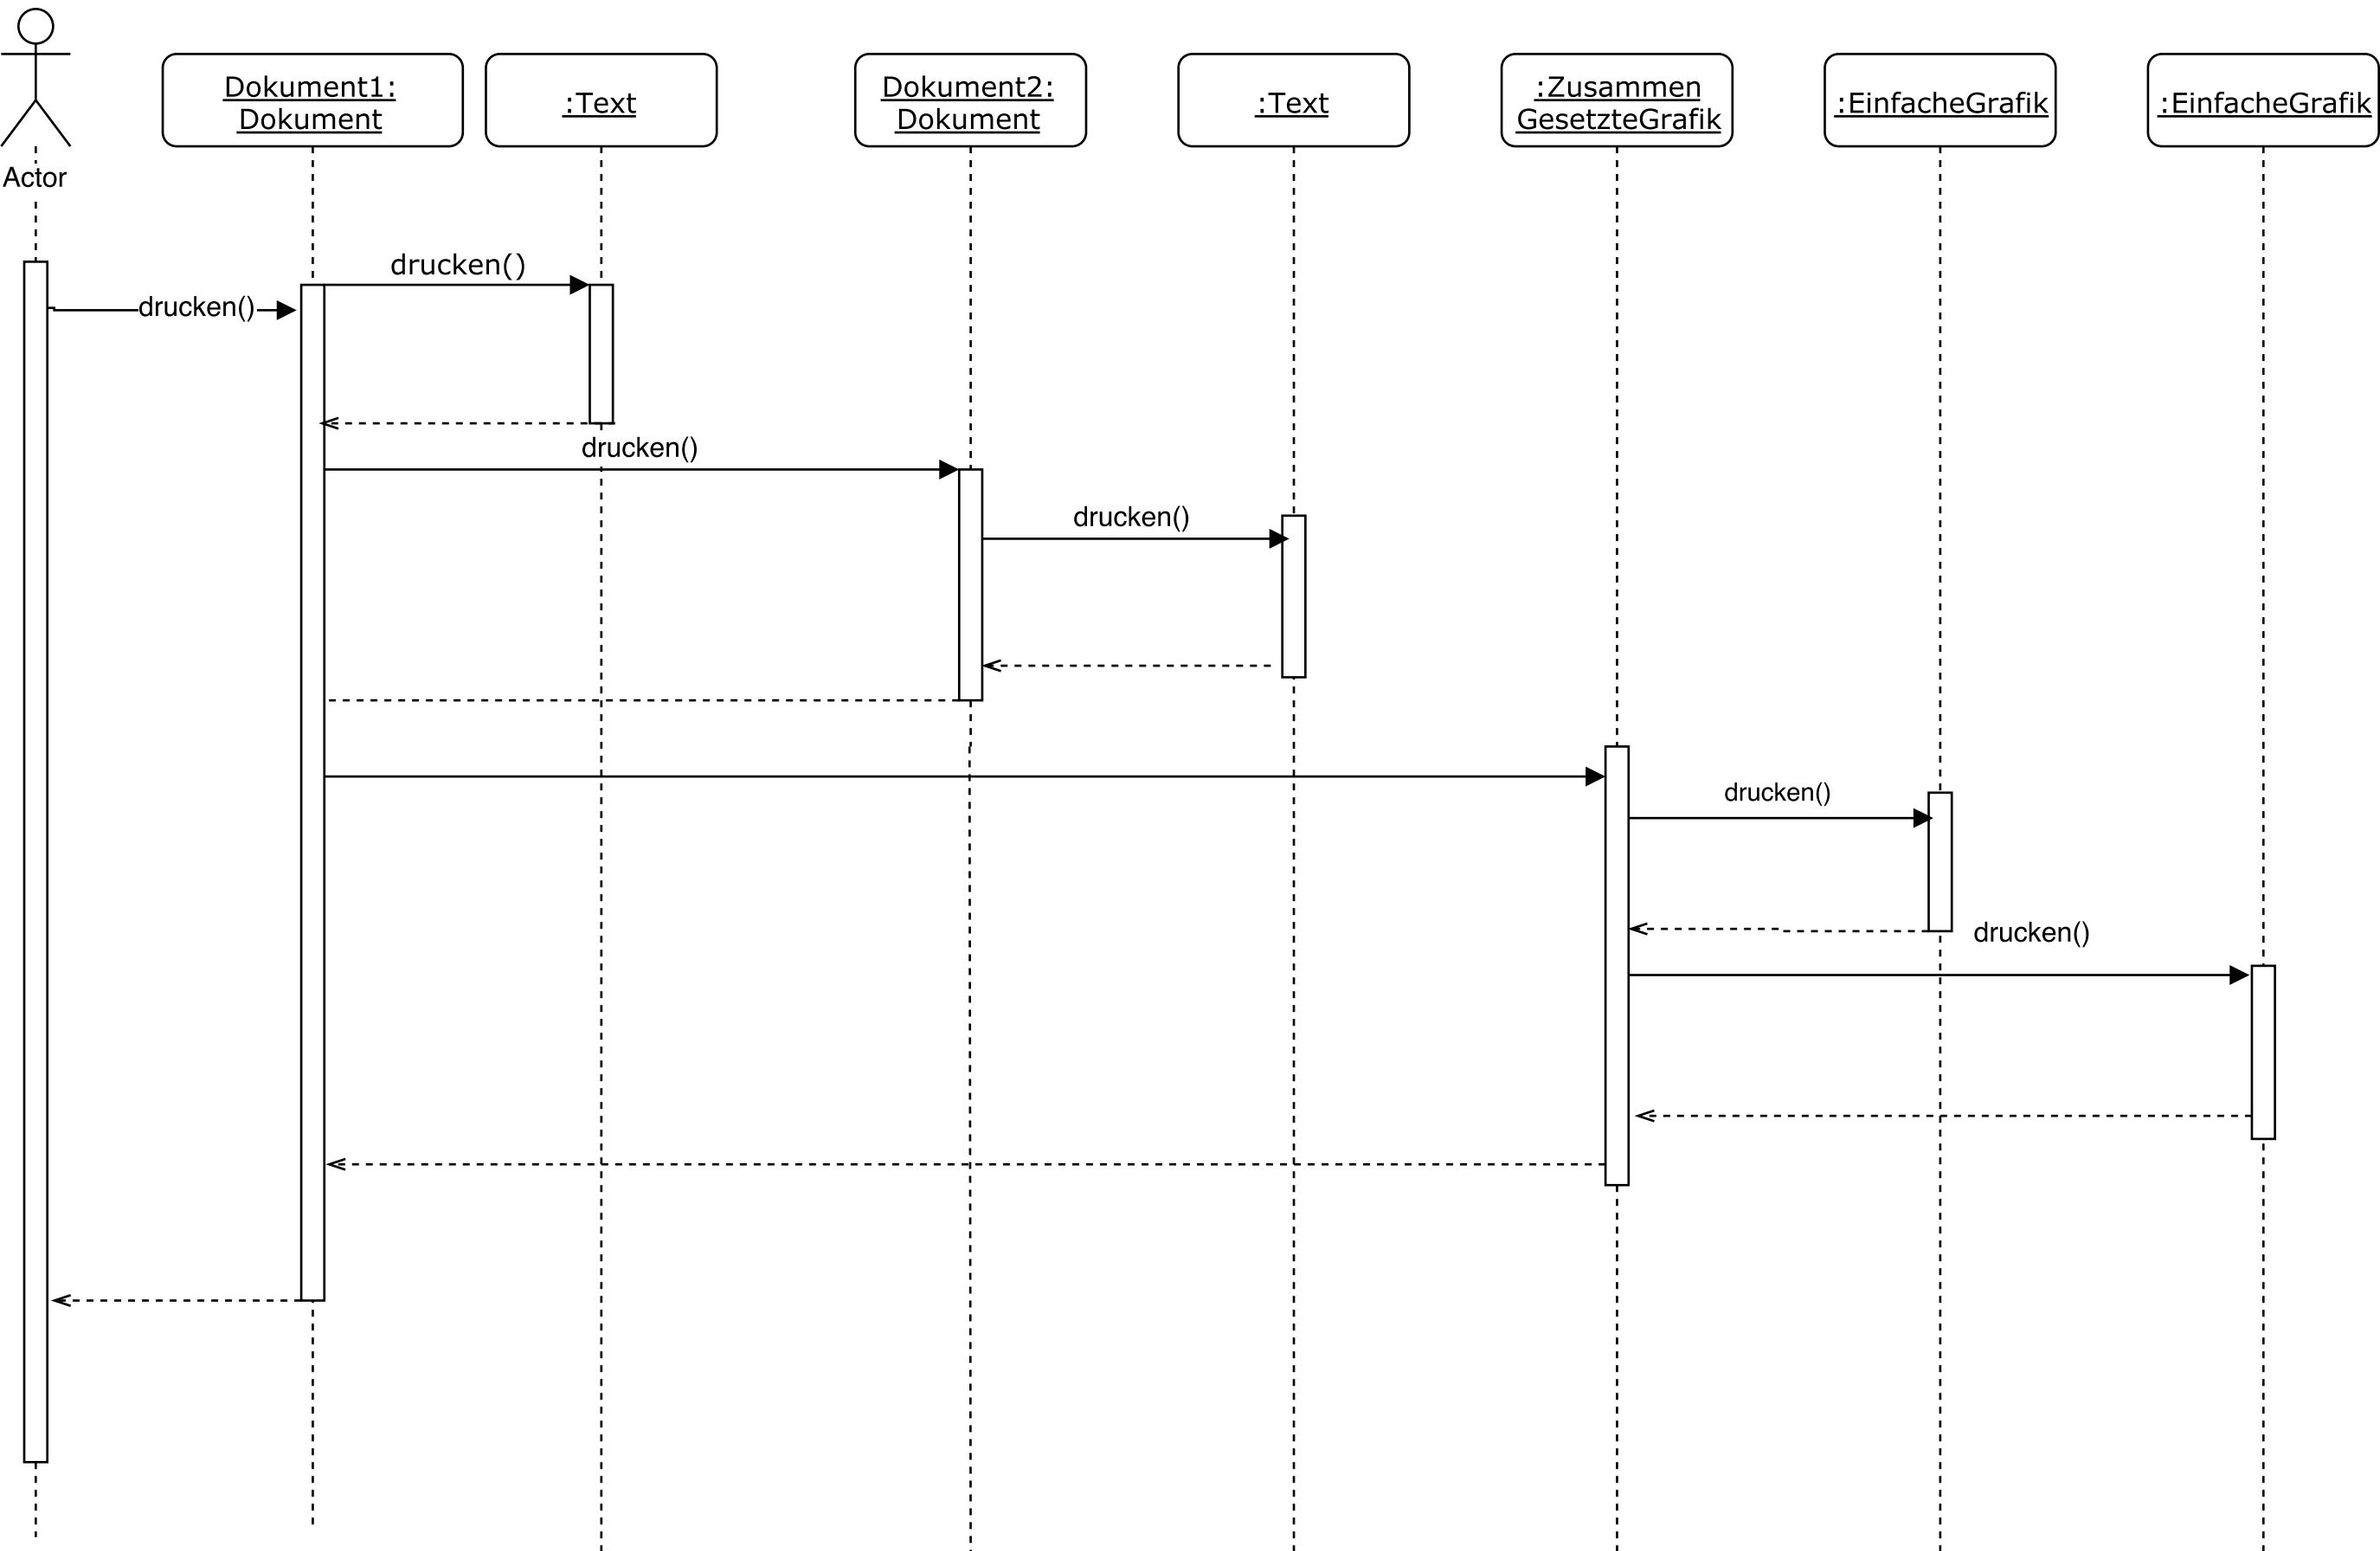 Dokument1:
Dokument
:Text
Dokument2:
Dokument
:Text
:Zusammen
GesetzteGrafik
:EinfacheGrafik
:EinfacheGrafik
Actor
drucken()
drucken()
drucken()
drucken()
drucken()
drucken()